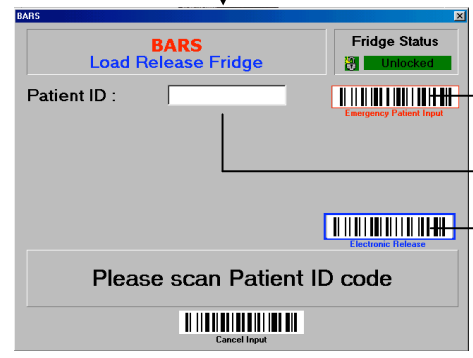 BARS
BARS
Load Release Fridge
Fridge Status
Unlocked
Patient ID :
Emergency Patient Input
Electronic Release
Please scan Patient ID code
Cancel Input